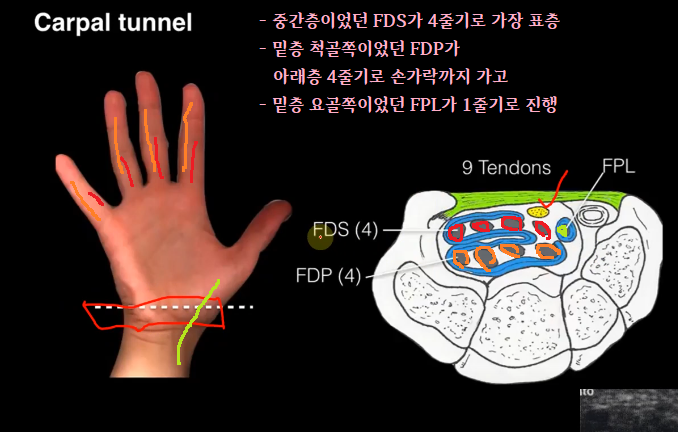 Carpal tunnel
- 중간층이었던 FDS가 4줄기로 가장 표층
- 밑층 척골쪽이었던 FDP가
아래층 4줄기로 손가락까지 가고
- 밑층 요골쪽이었던 FPL가 1줄기로 진행
9 Tendons
FPL
FDS (4)
FDP (4)